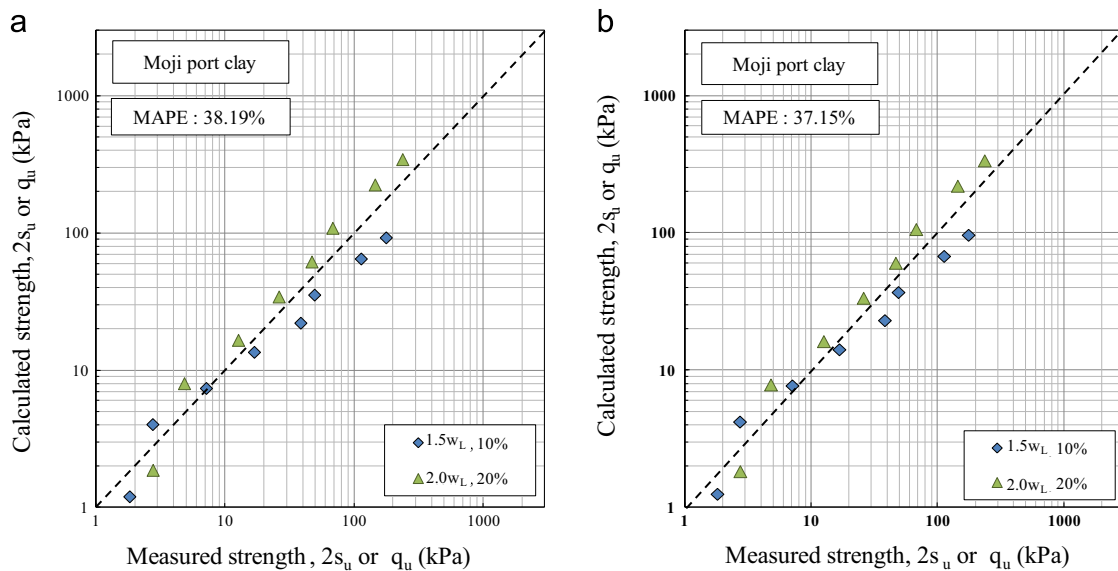 a
Moji port clay
MAPE : 38.19%
1000
100
10
1
Calculated strength, 2su or qu (kPa)
1.5wL , 10%
2.0wL , 20%
1 10 100 1000
Measured strength , 2su or qu (kPa)
b
Moji port clay
MAPE : 37.15%
1000
100
10
1
Calculated strength, 2su or qu (kPa)
1.5wL, 10%
2.0wL, 20%
1 10 100 1000
Measured strength, 2su or qu (kPa)